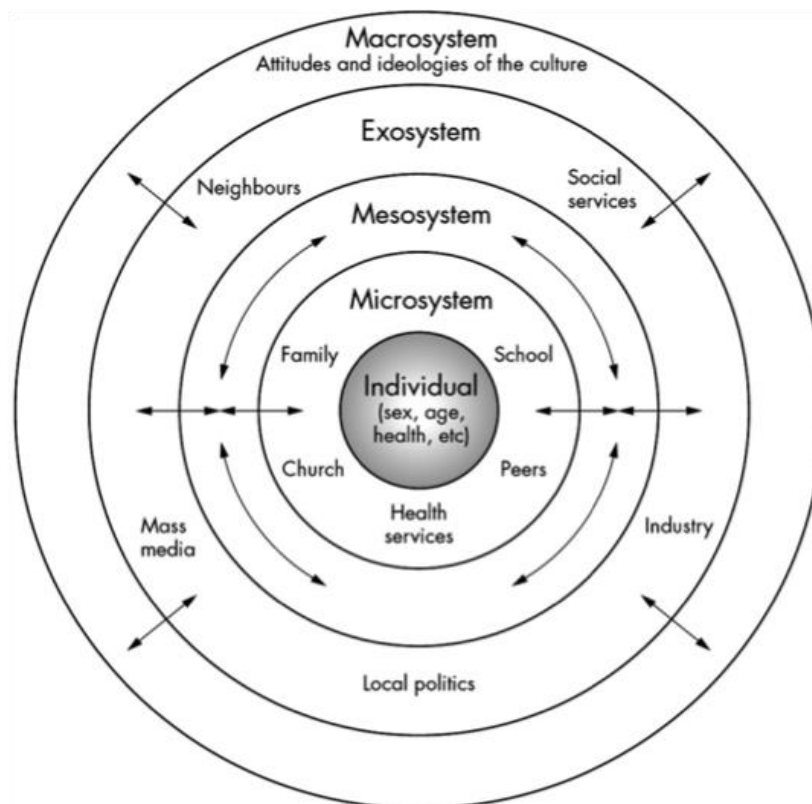 Macrosystem
Attitudes and ideologies of the culture
Exosystem
Neighbours
Social
services
Mesosystem
Microsystem
Family
School
Individual
(sex, age,
health, etc)
Church
Peers
Health
services
Mass
media
Industry
Local politics